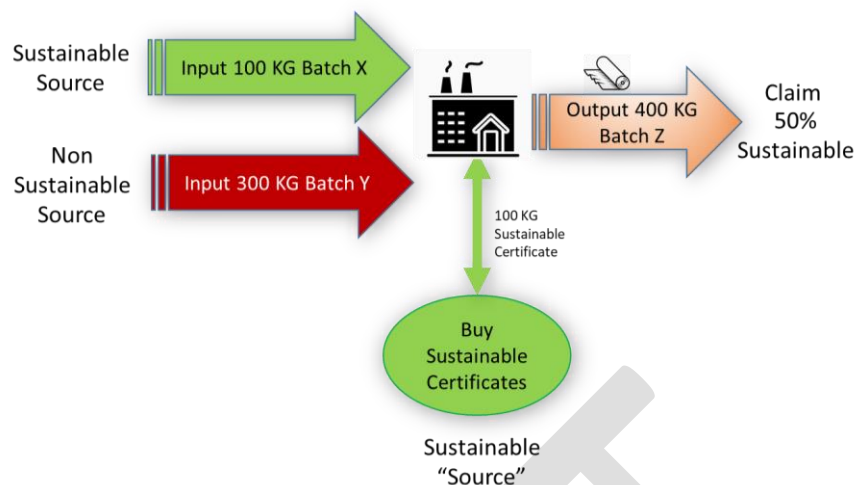 Sustainable
Source
Input 100 KG Batch X
Non
Sustainable
Source
Input 300 KG Batch Y
Output 400 KG
Batch Z
Claim
50%
Sustainable
100 KG
Sustainable
Certificate
Buy
Sustainable
Certificates
Sustainable
“Source”